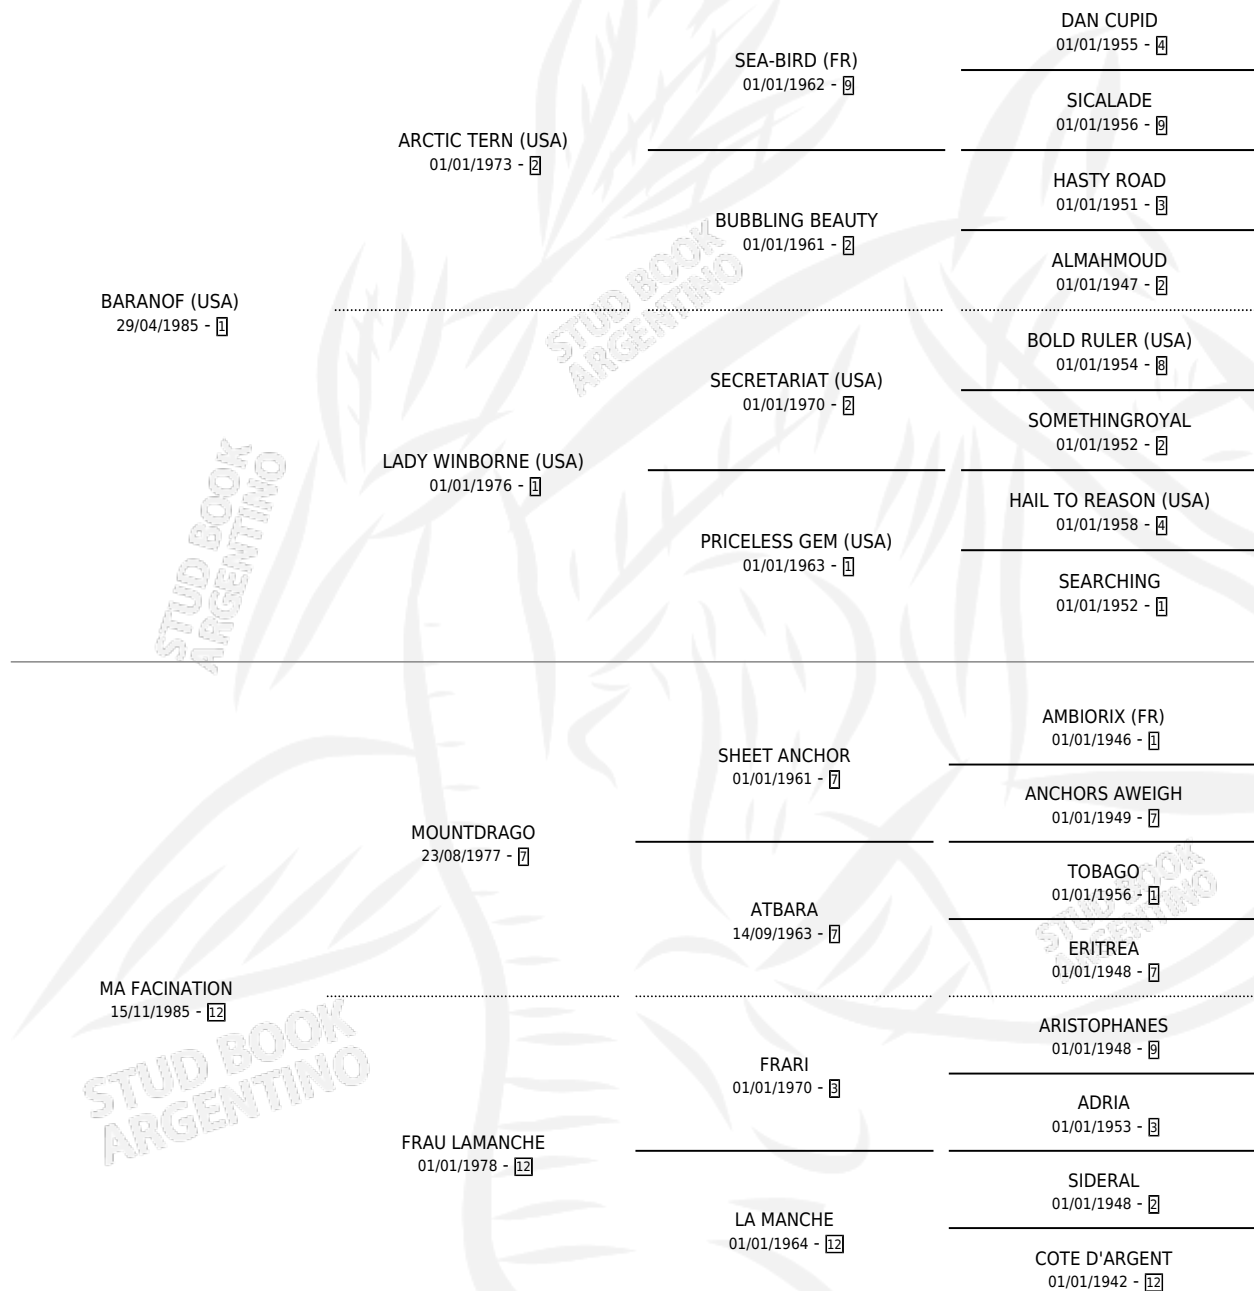 DAN CUPID
01/01/1955 - 4
SEA-BIRD (FR)
01/01/1962 - 9
SICALADE
01/01/1956 - 9
ARCTIC TERN (USA)
01/01/1973 - 2
HASTY ROAD
01/01/1951 - 3
BUBBLING BEAUTY
01/01/1961 - 2
ALMAHMOUD
01/01/1947 - 2
BARANOF (USA)
29/04/1985 - 1
STUD BOOK
ARGENTINO
BOLD RULER (USA)
01/01/1954 - 8
SECRETARIAT (USA)
01/01/1970 - 2
SOMETHINGROYAL
01/01/1952 - 2
LADY WINBORNE (USA)
01/01/1976 - 1
HAIL TO REASON (USA)
01/01/1958 - 4
PRICELESS GEM (USA)
01/01/1963 - 1
SEARCHING
01/01/1952 - 1
STUD BOOK
ARGENTINO
AMBIORIX (FR)
01/01/1946 - 1
SHEET ANCHOR
01/01/1961 - 7
ANCHORS AWEIGH
01/01/1949 - 7
MOUNTDRAGO
23/08/1977 - 7
TOBAGO
01/01/1956 - 1
ATBARA
14/09/1963 - 7
STUD BOOK
ARGENTINO
ERITREA
01/01/1948 - 7
MA FACINATION
15/11/1985 - 12
STUD BOOK
ARGENTINO
ARISTOPHANES
01/01/1948 - 9
FRARI
01/01/1970 - 3
ADRIA
01/01/1953 - 3
FRAU LAMANCHE
01/01/1978 - 12
SIDERAL
01/01/1948 - 2
LA MANCHE
01/01/1964 - 12
COTE D'ARGENT
01/01/1942 - 12